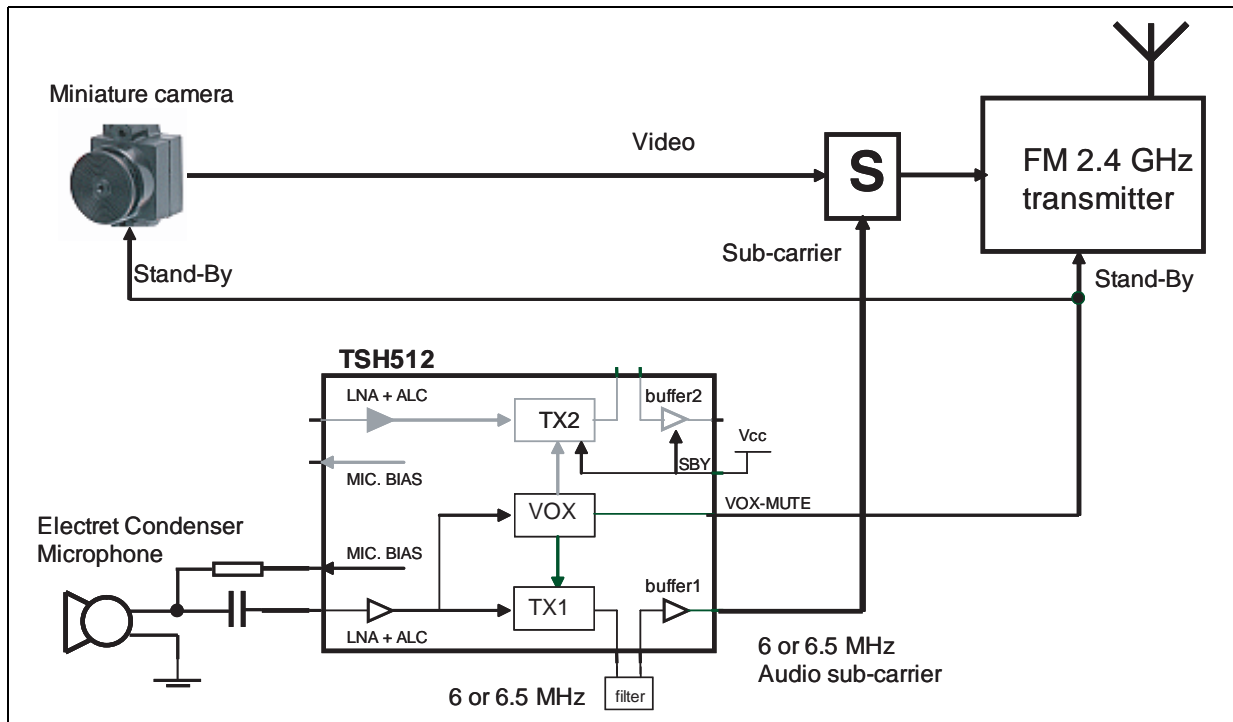 Miniature camera
Video
S
FM 2.4 GHz
transmitter
Sub-carrier
Stand-By
Stand-By
TSH512
LNA + ALC
TX2
buffer2
Vcc
SBY
MIC. BIAS
VOX
VOX-MUTE
Electret Condenser
Microphone
MIC. BIAS
TX1
buffer1
LNA + ALC
6 or 6.5 MHz
Audio sub-carrier
6 or 6.5 MHz
filter